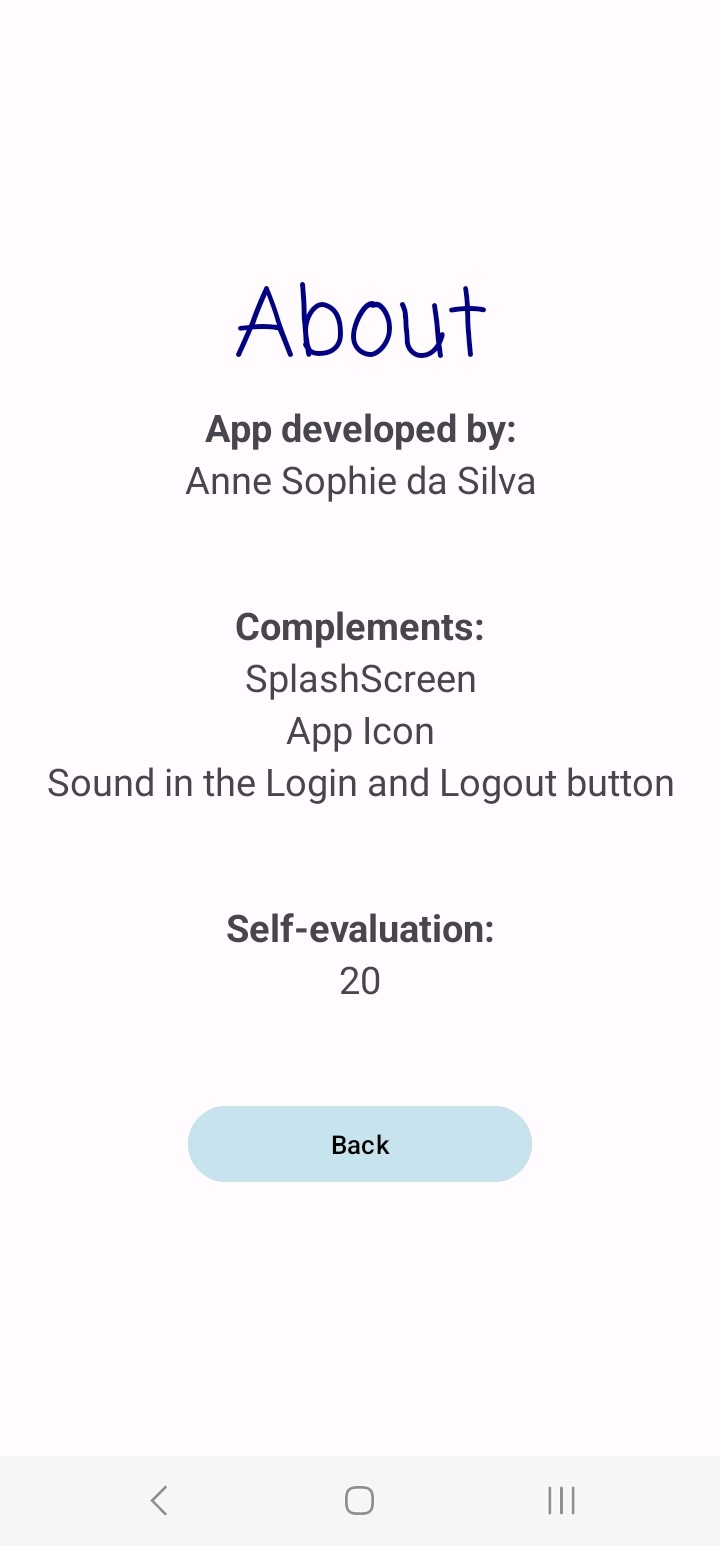 About
App developed by:
Anne Sophie da Silva
Complements:
SplashScreen
App Icon
Sound in the Login and Logout button
Self-evaluation:
20
Back